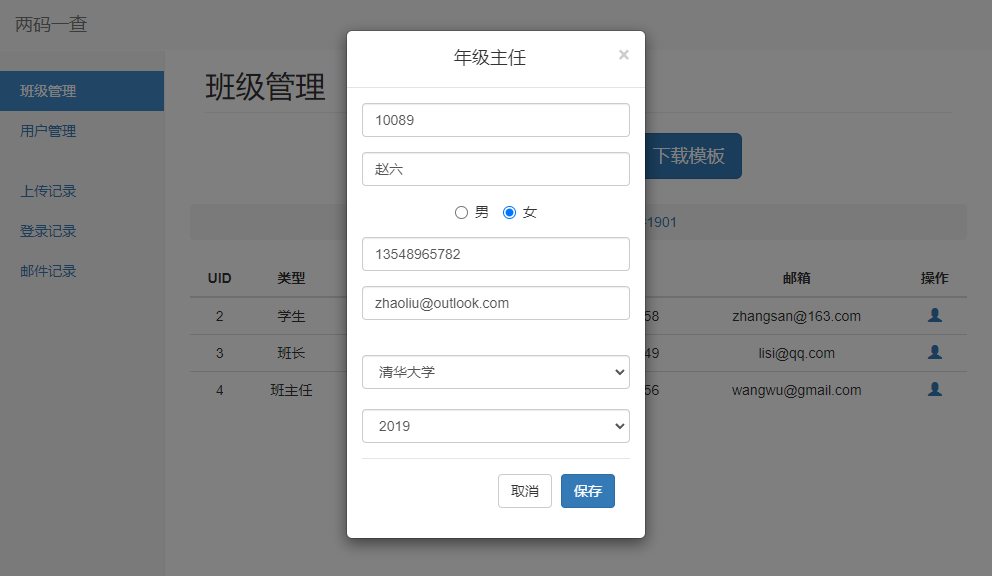 两码一查
年级主任 ×
班级管理
用户管理
上传记录
登录记录
邮件记录
班级管理
下载模板
1901
10089
赵六
男 女
13548965782
zhaoliu@outlook.com
清华大学
2019
取消 保存
UID 类型 邮箱 操作
2 学生 58 zhangsan@163.com
3 班长 49 lisi@qq.com
4 班主任 56 wangwu@gmail.com